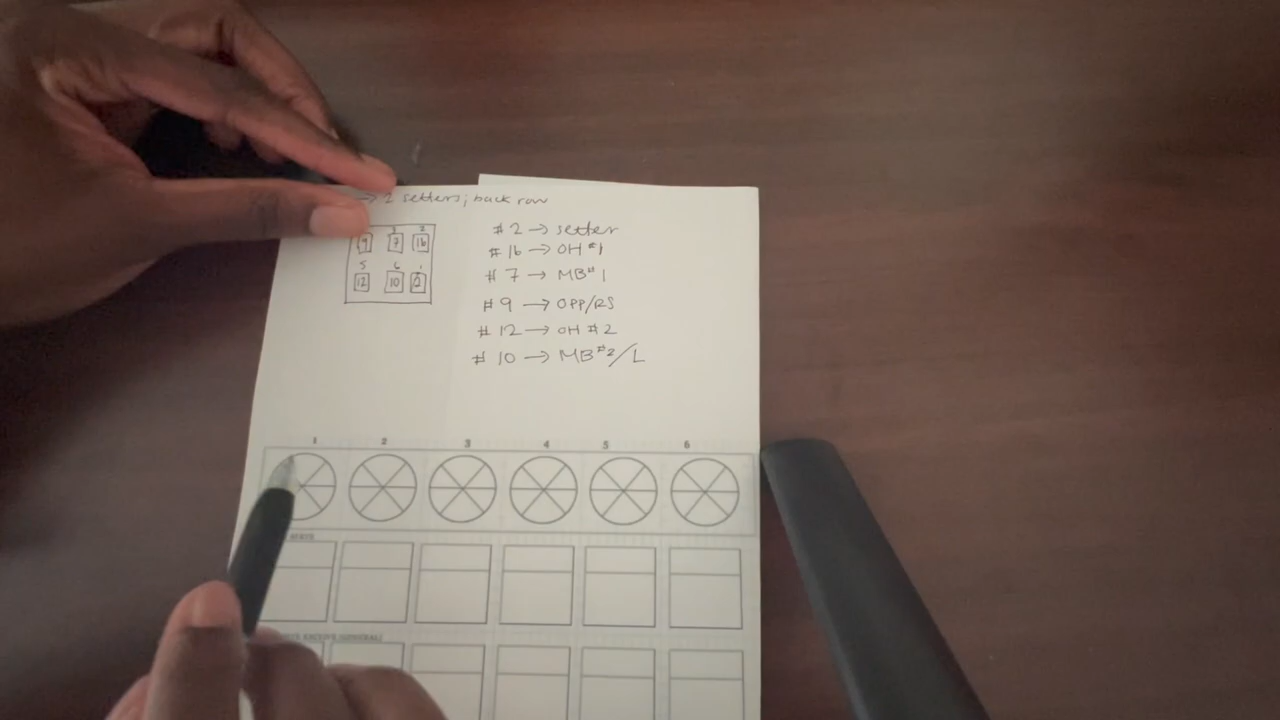 → 2 setters; back row
3 2
9 7 16
5 6 1
12 10 2
# 2 → setter
# 16 → OH #1
# 7 → MB#1
# 9 → OPP/RS
# 12 → OH #2
# 10 → MB#2/L
1 2 3 4 5 6